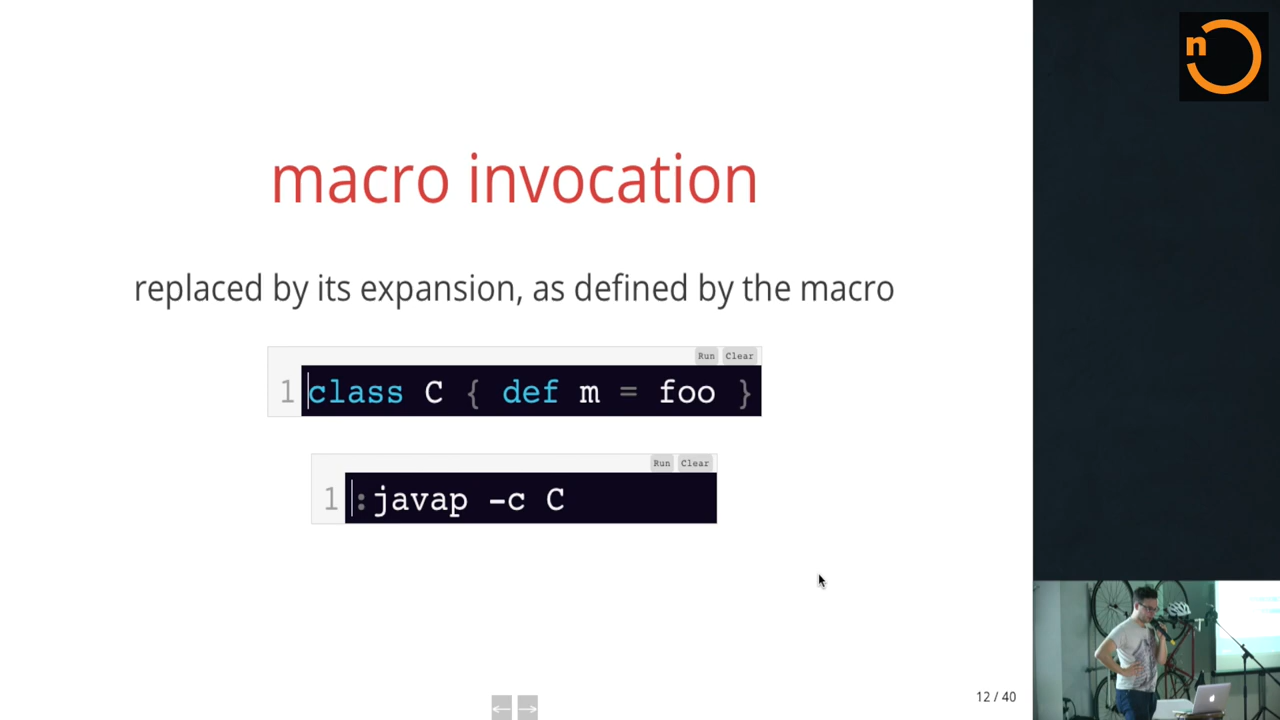 n
macro invocation
replaced by its expansion, as defined by the macro
Run Clear
1 class C { def m = foo }
Run Clear
1 :javap -c C
12 / 40